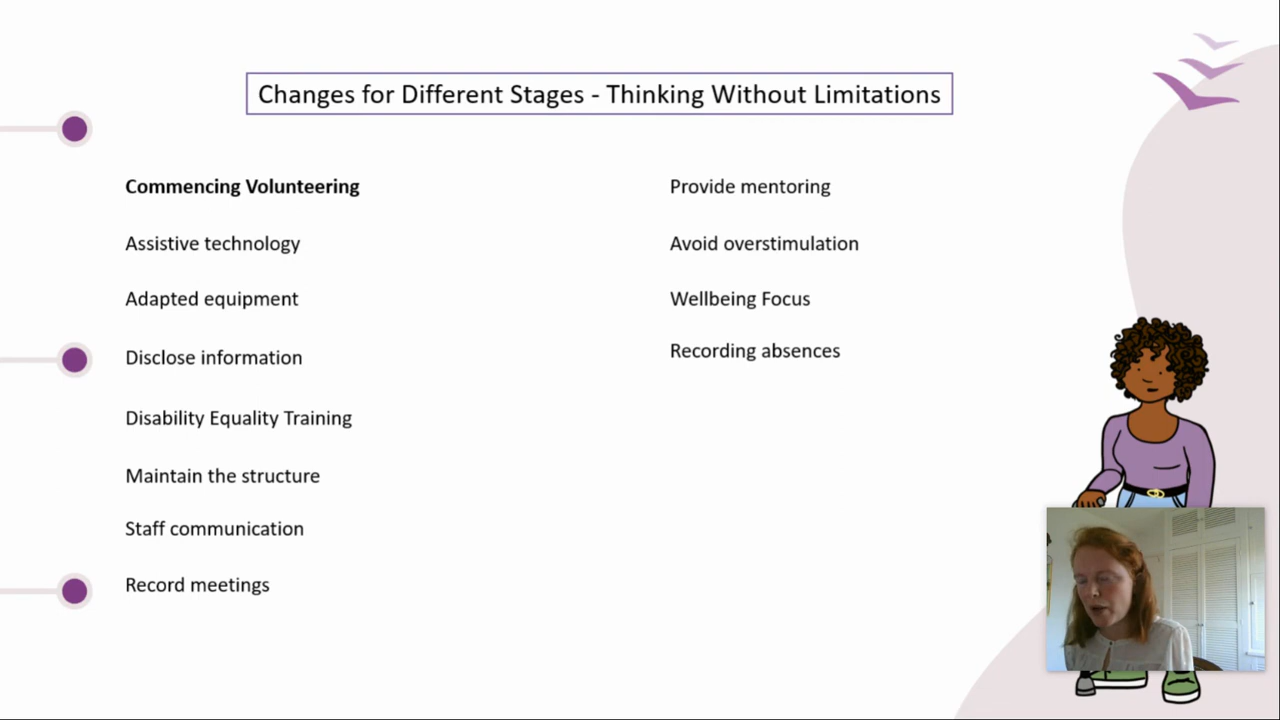 Changes for Different Stages - Thinking Without Limitations
Commencing Volunteering
Assistive technology
Adapted equipment
Disclose information
Disability Equality Training
Maintain the structure
Staff communication
Record meetings
Provide mentoring
Avoid overstimulation
Wellbeing Focus
Recording absences